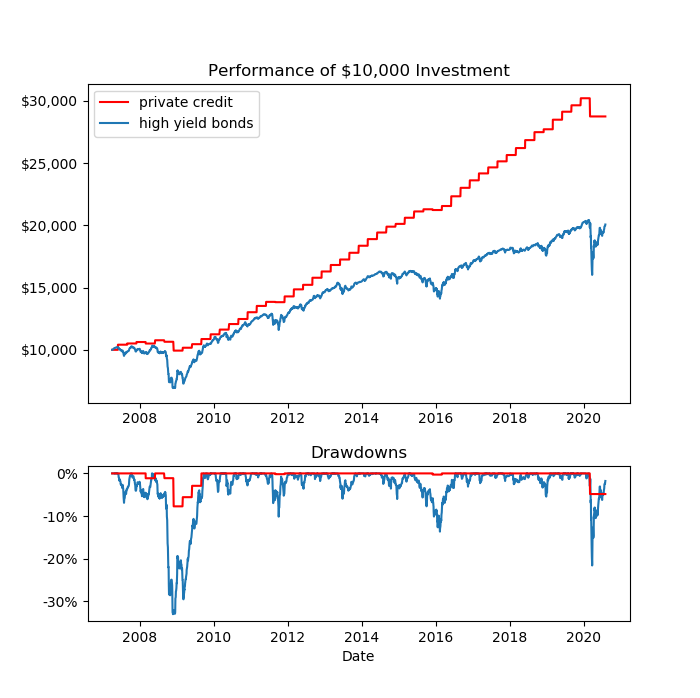 Performance of $10,000 Investment
private credit
high yield bonds
$30,000
$25,000
$20,000
$15,000
$10,000
2008 2010 2012 2014 2016 2018 2020
Drawdowns
0%
-10%
-20%
-30%
2008 2010 2012 2014 2016 2018 2020
Date